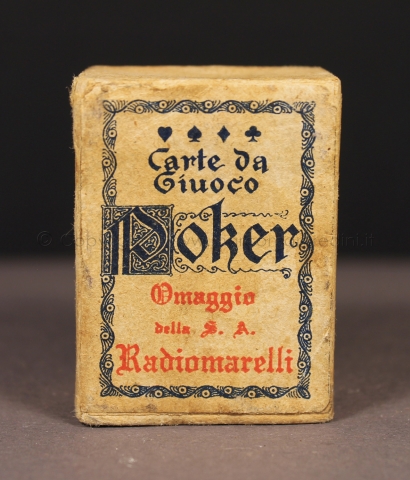 Carte da
Giuoco
Poker
Omaggio
della S. A.
Radiomarelli